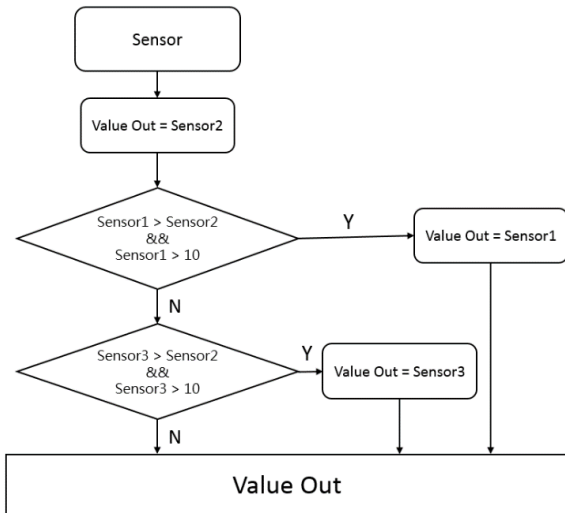 Sensor
Value Out = Sensor2
Sensor1 > Sensor2
&&
Sensor1 > 10
Y
Value Out = Sensor1
N
Sensor3 > Sensor2
&&
Sensor3 > 10
Y
Value Out = Sensor3
N
Value Out